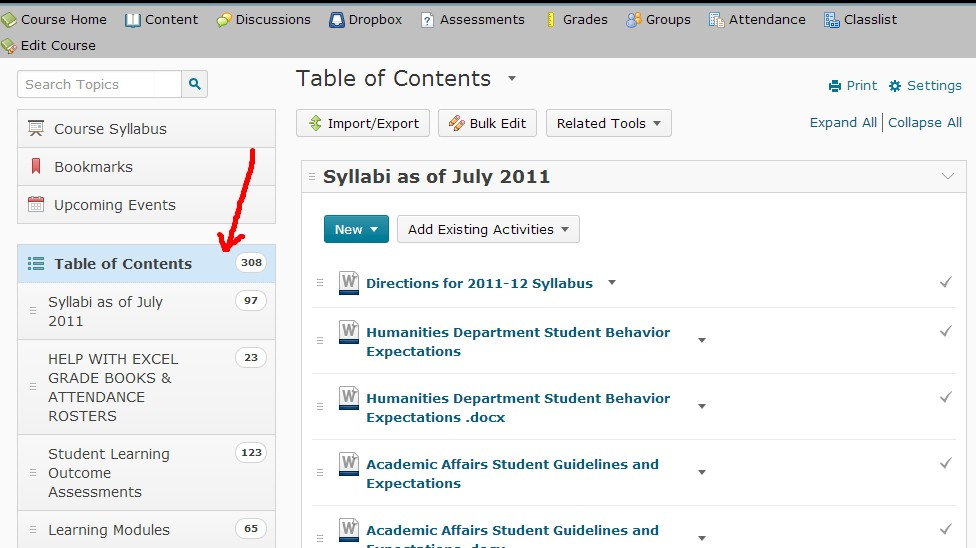 Course Home Content Discussions Dropbox Assessments Grades Groups Attendance Classlist
Edit Course
Search Topics
Course Syllabus
Bookmarks
Upcoming Events
Table of Contents 308
Syllabi as of July 97
2011
HELP WITH EXCEL 23
GRADE BOOKS &
ATTENDANCE
ROSTERS
Student Learning 123
Outcome
Assessments
Learning Modules 65
Table of Contents
Print Settings
Import/Export Bulk Edit Related Tools
Expand All Collapse All
Syllabi as of July 2011
New Add Existing Activities
Directions for 2011-12 Syllabus
Humanities Department Student Behavior
Expectations
Humanities Department Student Behavior
Expectations .docx
Academic Affairs Student Guidelines and
Expectations
Academic Affairs Student Guidelines and
Expectations .docx